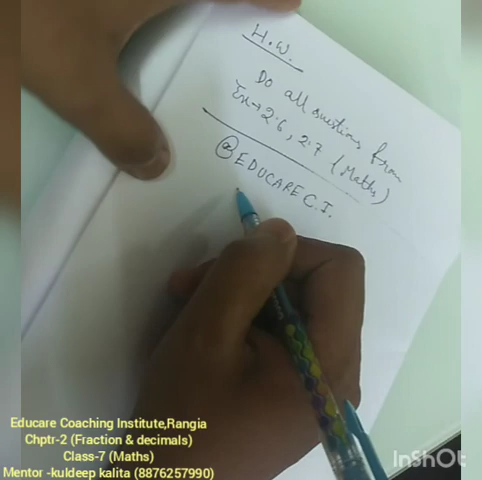 H.W.
Do all questions from
Ex→2.6, 2.7 (Maths)
@EDUCARE C.I.
Educare Coaching Institute,Rangia
Chptr-2 (Fraction & decimals)
Class-7 (Maths)
Mentor -kuldeep kalita (8876257990)
InShOt